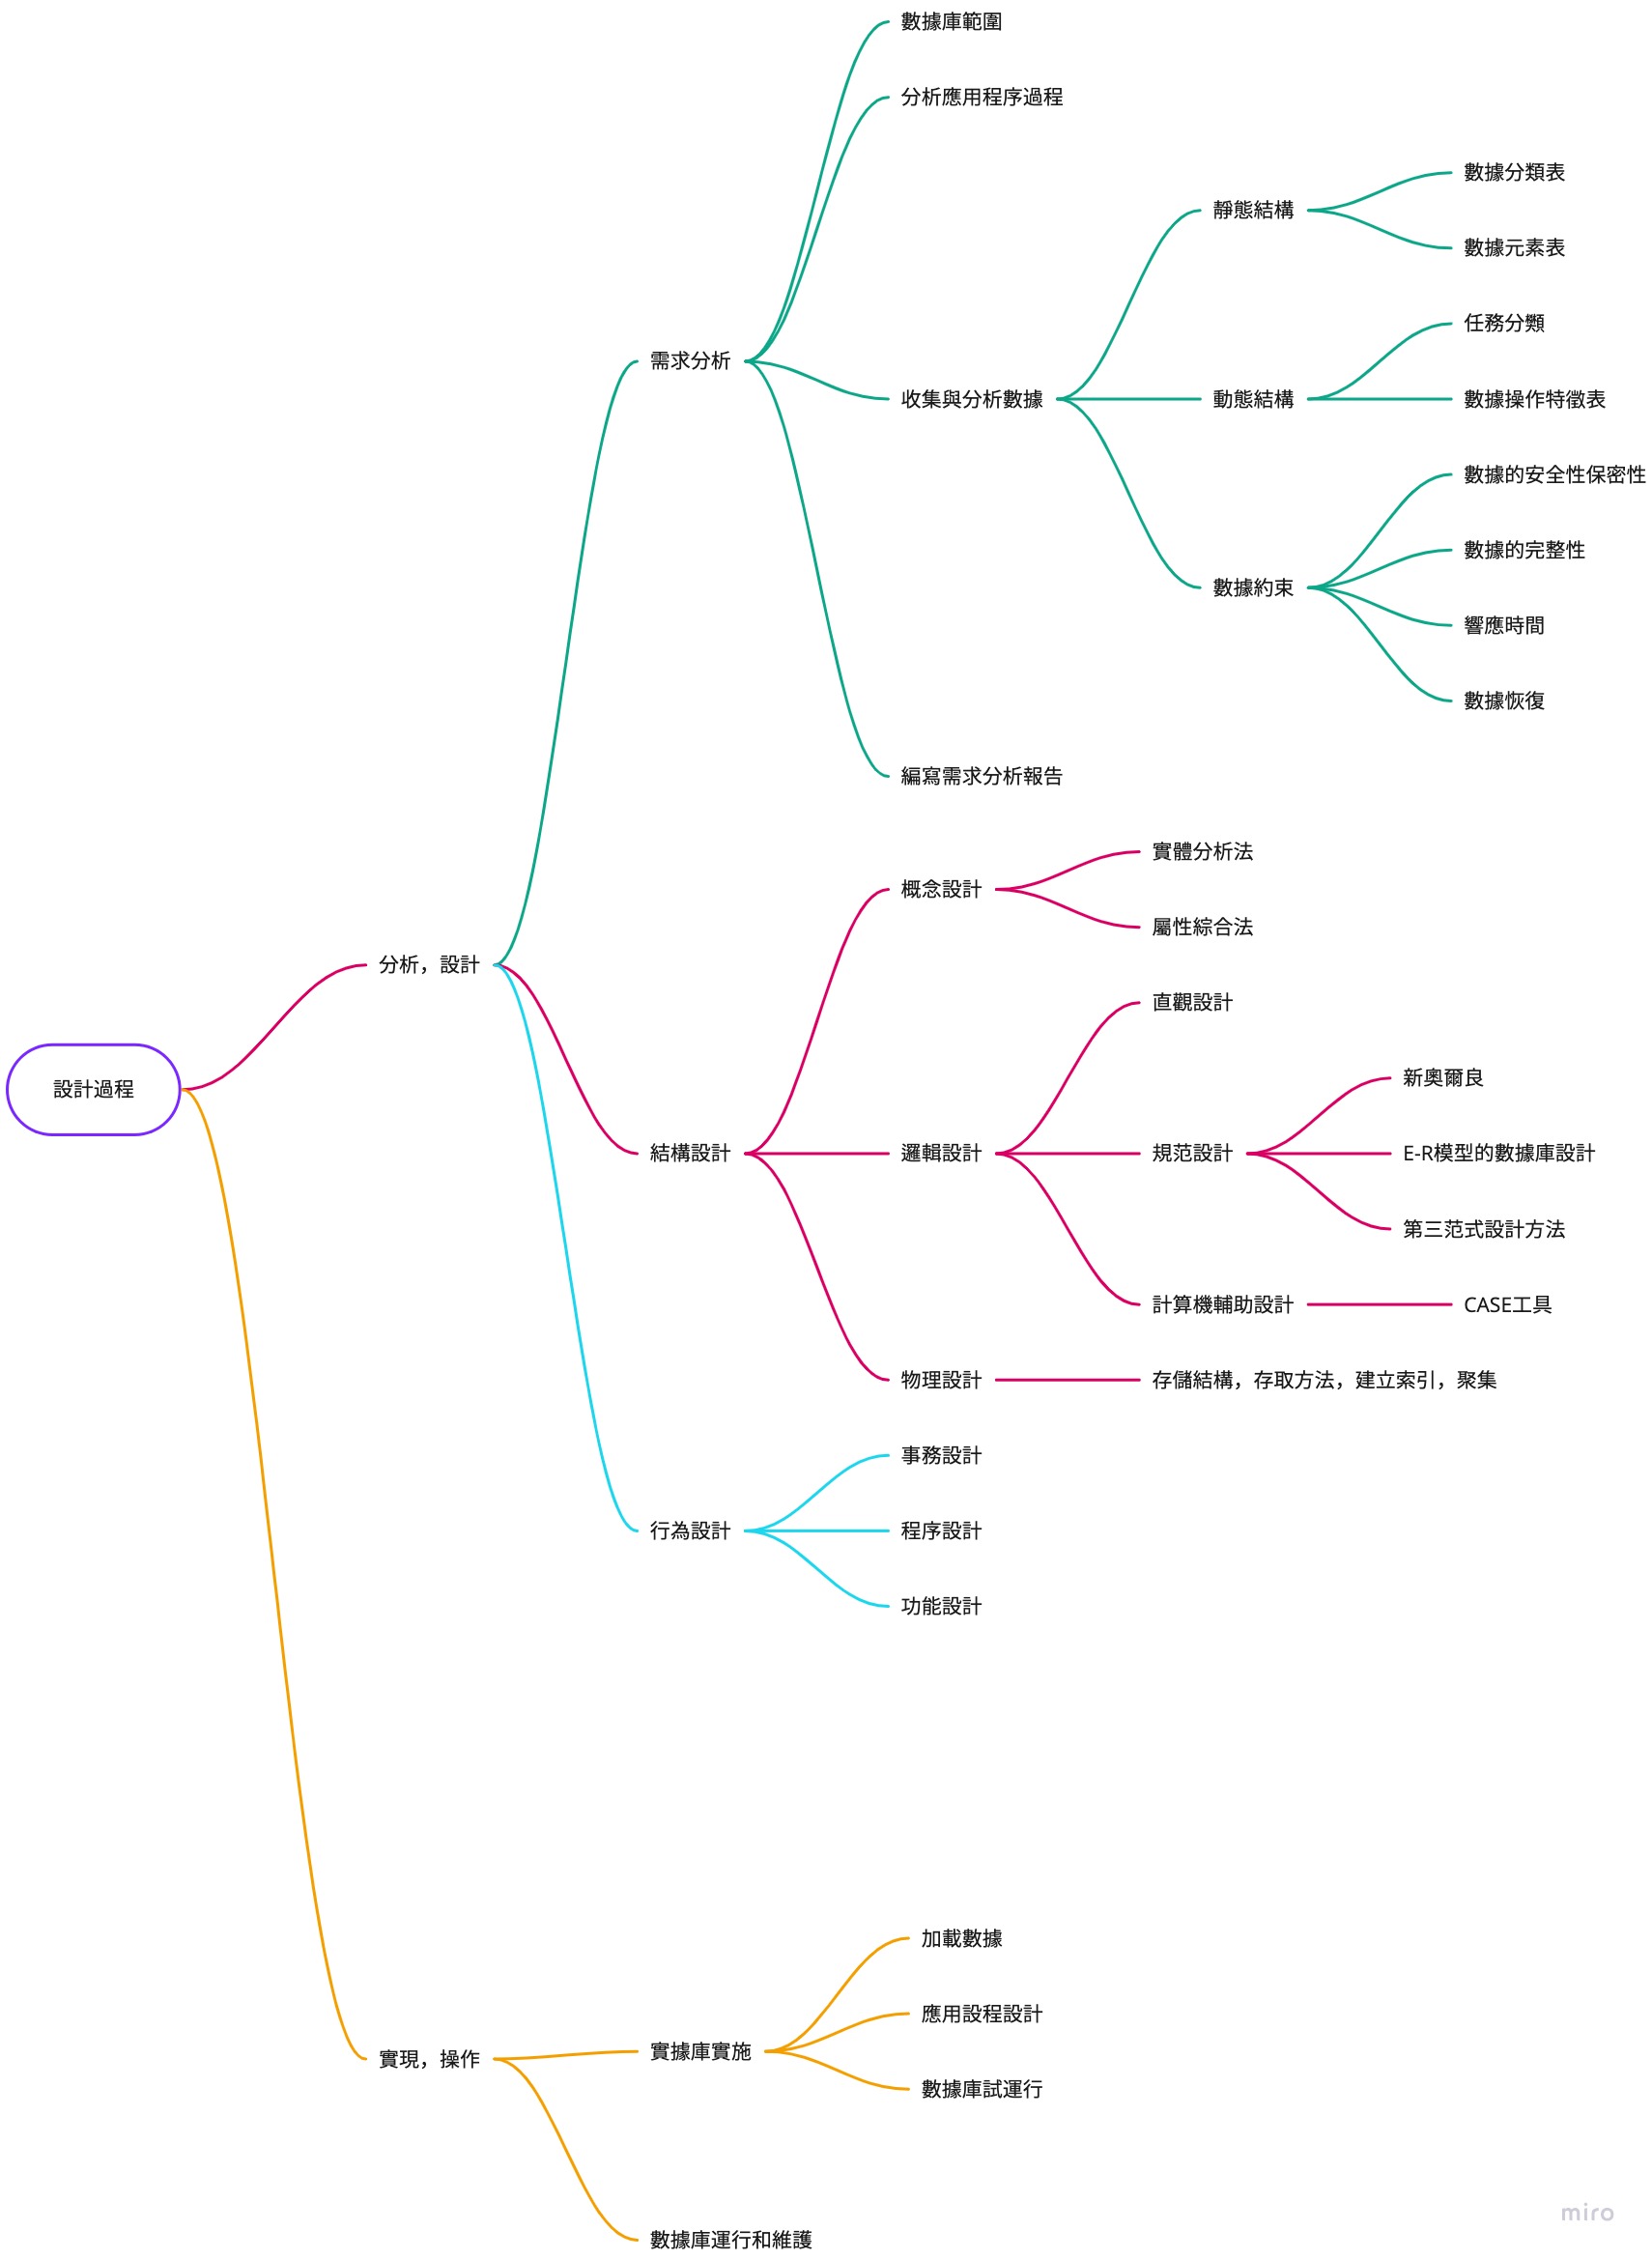 數據庫範圍
分析應用程序過程
數據分類表
靜態結構
數據元素表
任務分纇
需求分析
收集與分析數據
動態結構
數據操作特徵表
數據的安全性保密性
數據的完整性
數據約束
響應時間
數據恢復
編寫需求分析報告
實體分析法
概念設計
屬性綜合法
分析，設計
直觀設計
新奧爾良
設計過程
結構設計
邏輯設計
規范設計
E-R模型的數據庫設計
第三范式設計方法
計算機輔助設計
CASE工具
物理設計
存儲結構，存取方法，建立索引，聚集
事務設計
行為設計
程序設計
功能設計
加載數據
應用設程設計
實現，操作
實據庫實施
數據庫試運行
miro
數據庫運行和維護